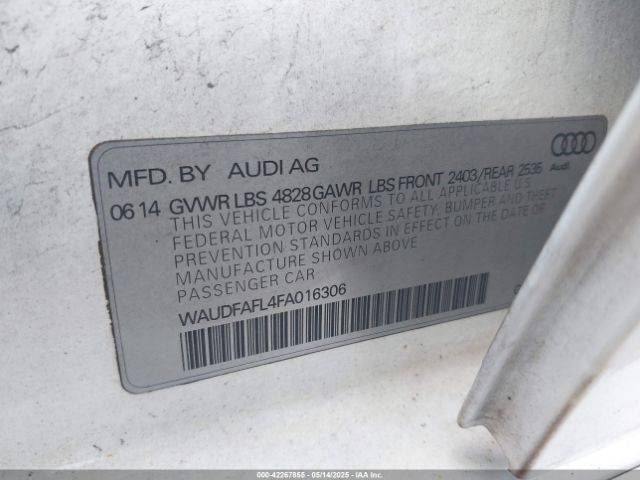 MFD. BY AUDI AG
06 14 GVWR LBS 4828 GAWR LBS FRONT 2403/REAR 2535
Audi
THIS VEHICLE CONFORMS TO ALL APPLICABLE U.S.
FEDERAL MOTOR VEHICLE SAFETY, BUMPER AND THEFT
PREVENTION STANDARDS IN EFFECT ON THE DATE OF
MANUFACTURE SHOWN ABOVE
PASSENGER CAR
WAUDFAFL4FA016306
000-42267855 - 05/14/2025 - IAAI